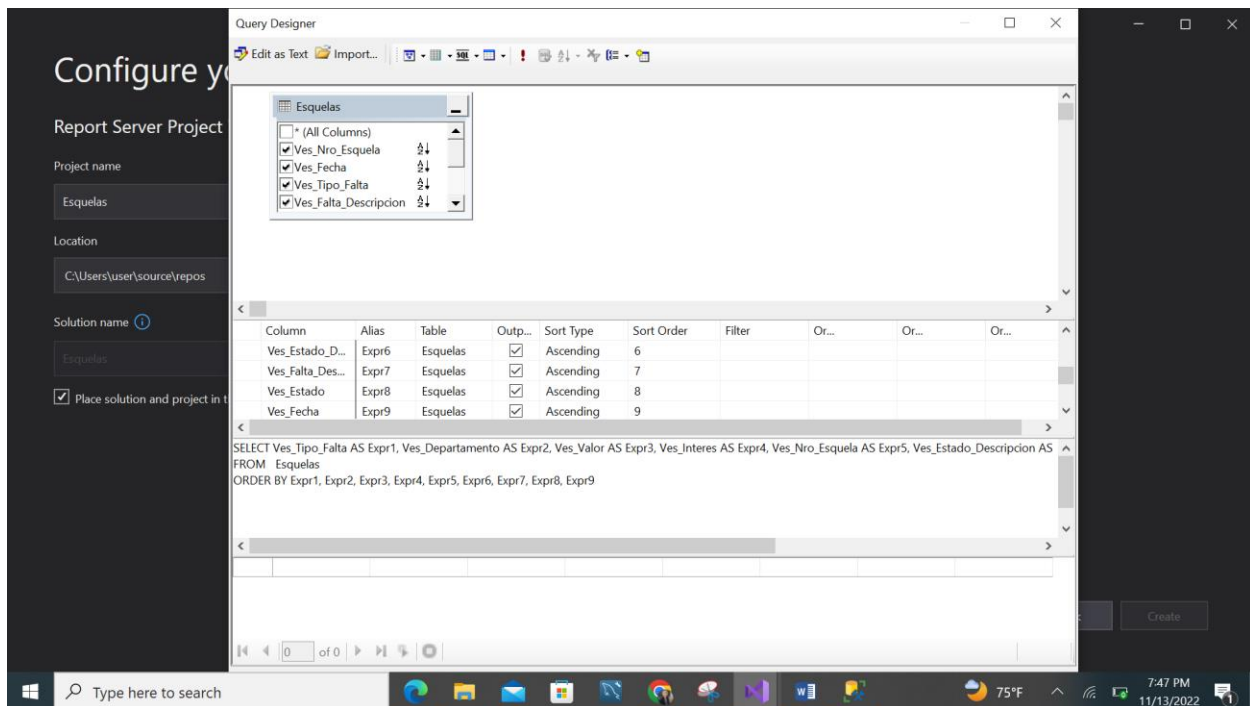 Query Designer
Edit as Text Import...
SQL
Configure yo
Report Server Project
Project name
Esquelas
Location
C:\Users\user\source\repos
Solution name
Esquelas
Place solution and project in t
Esquelas
* (All Columns)
Ves_Nro_Esquela
Ves_Fecha
Ves_Tipo_Falta
Ves_Falta_Descripcion
Column Alias Table Outp... Sort Type Sort Order Filter Or... Or... Or...
Ves_Estado_D... Expr6 Esquelas Ascending 6
Ves_Falta_Des... Expr7 Esquelas Ascending 7
Ves_Estado Expr8 Esquelas Ascending 8
Ves_Fecha Expr9 Esquelas Ascending 9
SELECT Ves_Tipo_Falta AS Expr1, Ves_Departamento AS Expr2, Ves_Valor AS Expr3, Ves_Interes AS Expr4, Ves_Nro_Esquela AS Expr5, Ves_Estado_Descripcion AS
FROM Esquelas
ORDER BY Expr1, Expr2, Expr3, Expr4, Expr5, Expr6, Expr7, Expr8, Expr9
0 of 0
Create
Type here to search
75°F
7:47 PM
11/13/2022
1